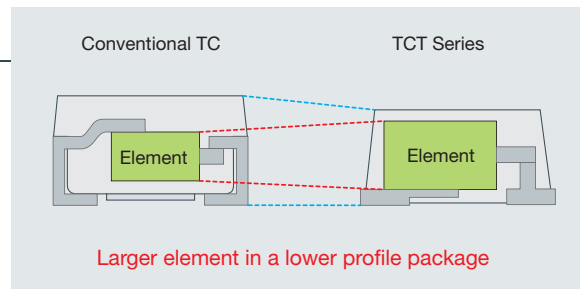 Conventional TC
TCT Series
Element
Element
Larger element in a lower profile package